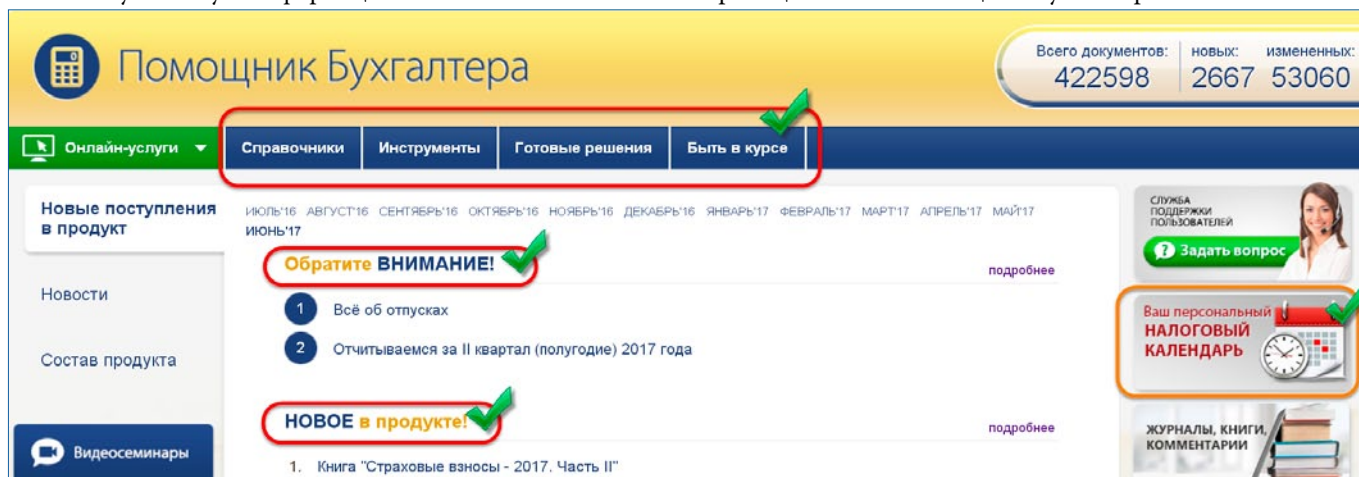 Помощник Бухгалтера
Всего документов: новых: измененных:
422598 2667 53060
Онлайн-услуги Справочники Инструменты Готовые решения Быть в курсе
Новые поступления
в продукт
Новости
Состав продукта
Видеосеминары
ИЮЛЬ'16 АВГУСТ'16 СЕНТЯБРЬ'16 ОКТЯБРЬ'16 НОЯБРЬ'16 ДЕКАБРЬ'16 ЯНВАРЬ'17 ФЕВРАЛЬ'17 МАРТ'17 АПРЕЛЬ'17 МАЙ'17
ИЮНЬ'17
Обратите ВНИМАНИЕ!
подробнее
1 Всё об отпусках
2 Отчитываемся за II квартал (полугодие) 2017 года
НОВОЕ в продукте!
подробнее
1. Книга "Страховые взносы - 2017. Часть II"
СЛУЖБА
ПОДДЕРЖКИ
ПОЛЬЗОВАТЕЛЕЙ
Задать вопрос
Ваш персональный
НАЛОГОВЫЙ
КАЛЕНДАРЬ
ЖУРНАЛЫ, КНИГИ,
КОММЕНТАРИИ